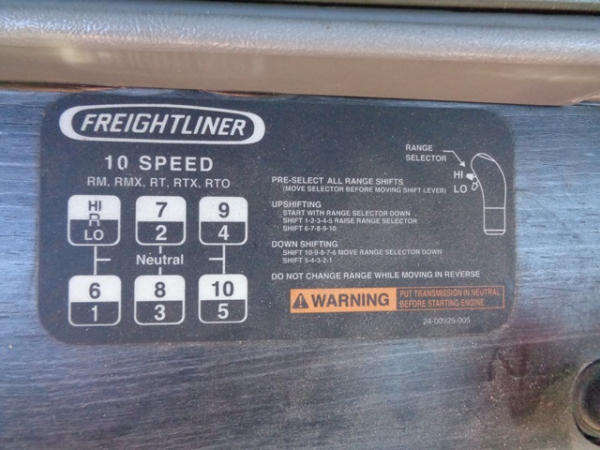 FREIGHTLINER
10 SPEED
RM, RMX, RT, RTX, RTO
HI
R
LO
7
2
9
4
Neutral
6
1
8
3
10
5
RANGE
SELECTOR
HI
LO
PRE-SELECT ALL RANGE SHIFTS
(MOVE SELECTOR BEFORE MOVING SHIFT LEVER)
UPSHIFTING
START WITH RANGE SELECTOR DOWN
SHIFT 1-2-3-4-5 RAISE RANGE SELECTOR
SHIFT 6-7-8-9-10
DOWN SHIFTING
SHIFT 10-9-8-7-6 MOVE RANGE SELECTOR DOWN
SHIFT 5-4-3-2-1
DO NOT CHANGE RANGE WHILE MOVING IN REVERSE
WARNING
PUT TRANSMISSION IN NEUTRAL
BEFORE STARTING ENGINE
24-00925-005